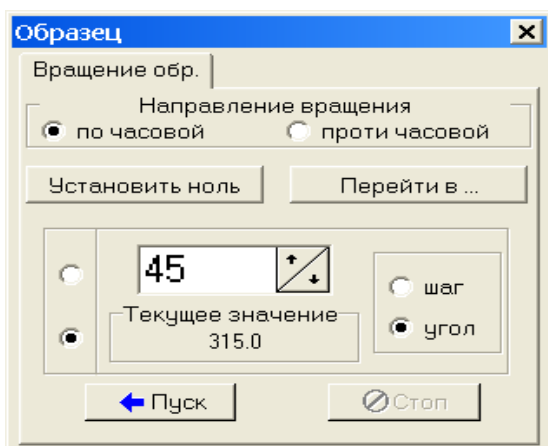 Образец
Вращение обр.
Направление вращения
по часовой проти часовой
Установить ноль Перейти в ...
45
шаг
Текущее значение
угол
315.0
Пуск Стоп